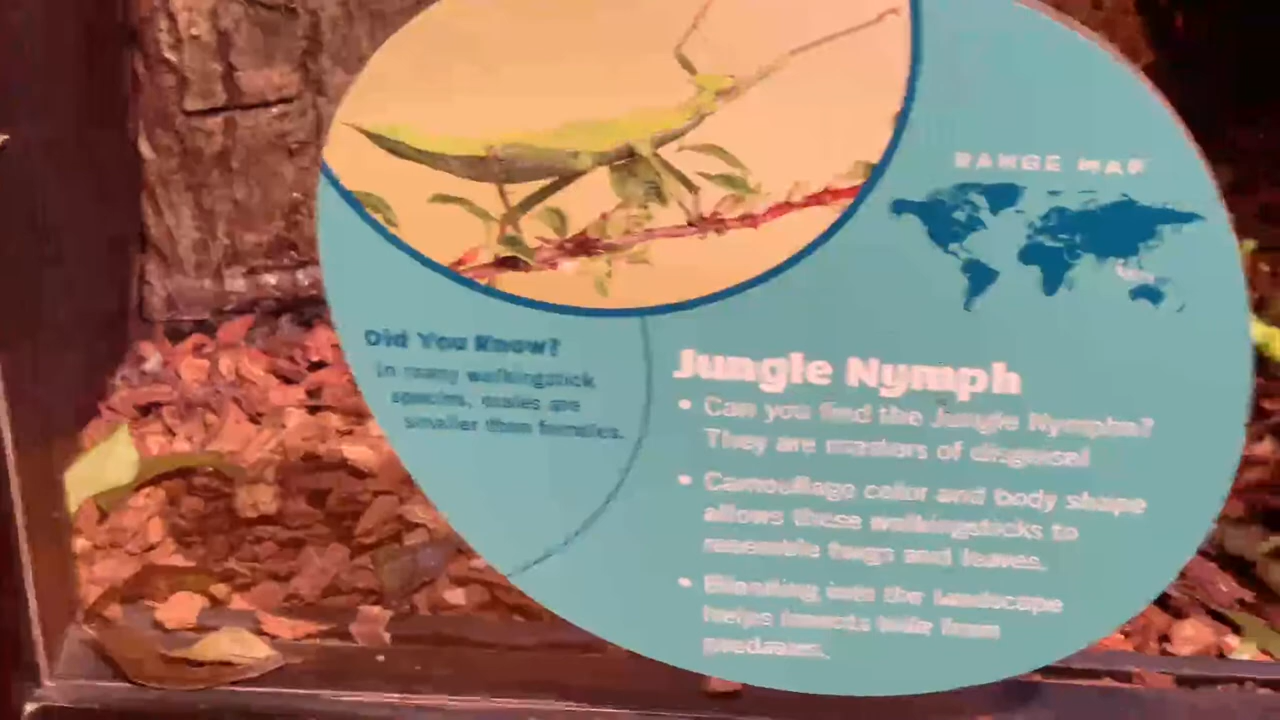 RANGE MAP
Did You Know?
In many walkingstick
species, males are
smaller than females.
Jungle Nymph
• Can you find the Jungle Nymphs?
They are masters of disguise!
• Camouflage color and body shape
allows these walkingsticks to
resemble twigs and leaves.
• Blending into the landscape
helps insects hide from
predators.